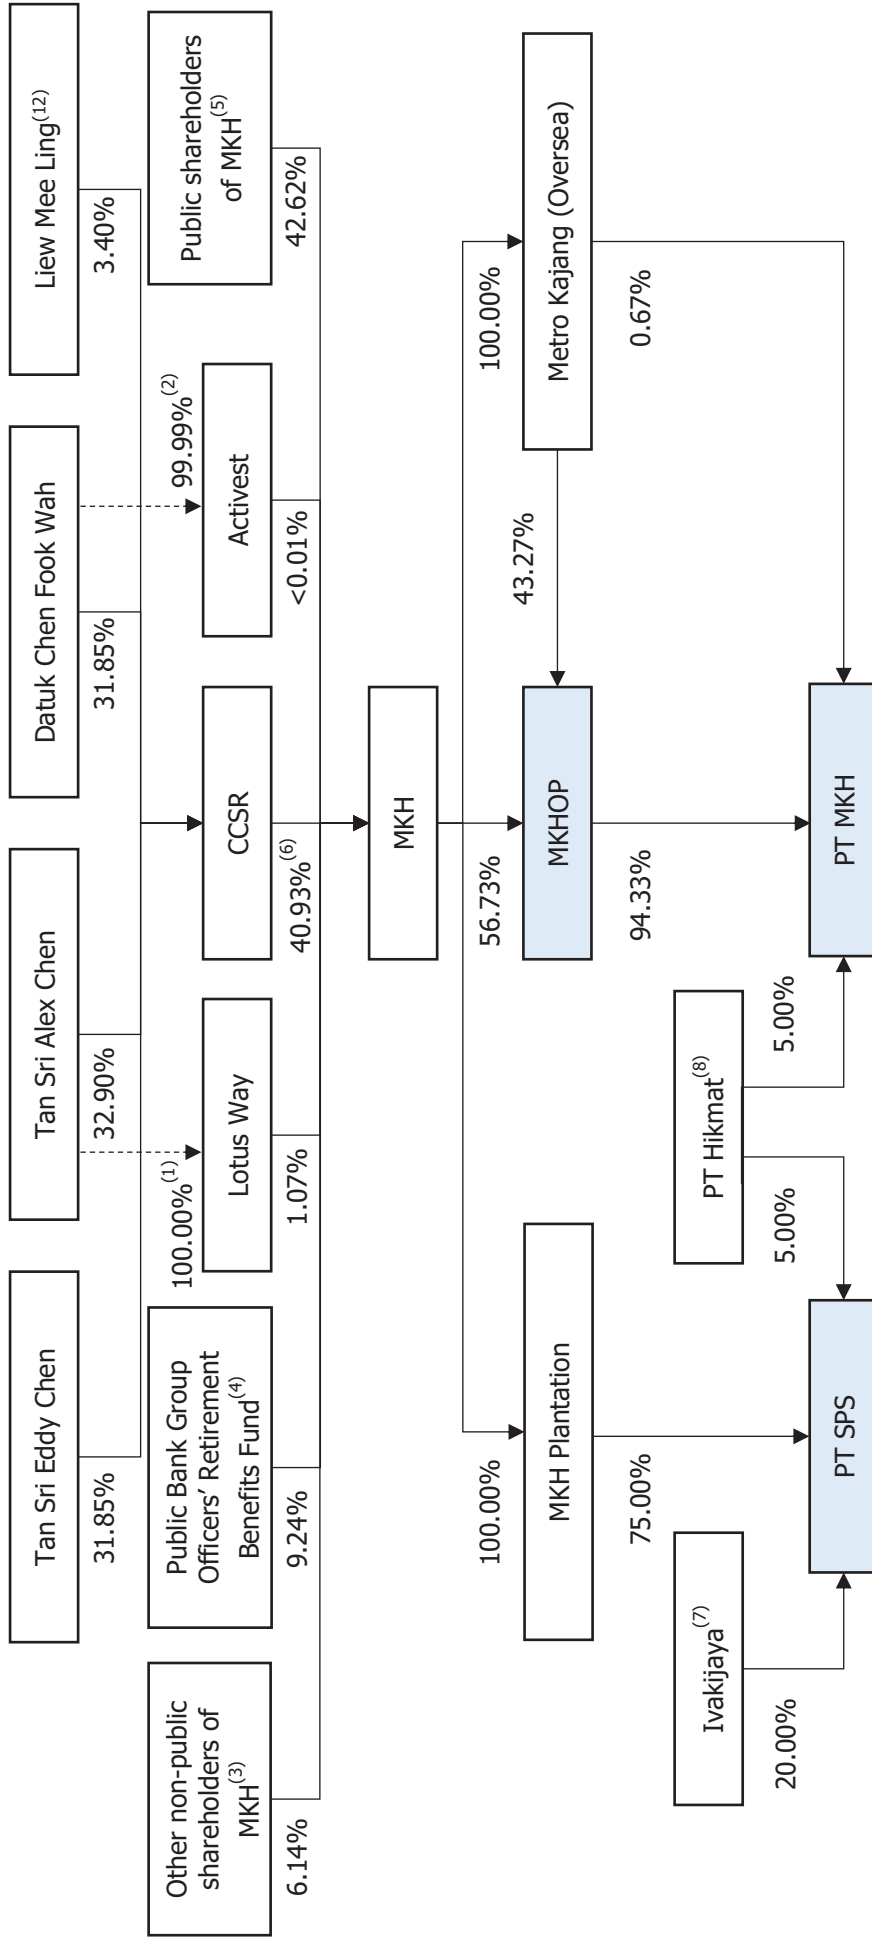 Tan Sri Eddy Chen
Tan Sri Alex Chen
Datuk Chen Fook Wah
Liew Mee Ling(12)
31.85%
32.90%
31.85%
3.40%
100.00%(1)
99.99%(2)
Other non-public
shareholders of
MKH(3)
Public Bank Group
Officers’ Retirement
Benefits Fund(4)
Lotus Way
CCSR
Activest
Public shareholders
of MKH(5)
6.14%
9.24%
1.07%
40.93%(6)
<0.01%
42.62%
MKH
100.00%
56.73%
100.00%
MKH Plantation
MKHOP
43.27%
Metro Kajang (Oversea)
75.00%
94.33%
0.67%
Ivakijaya(7)
PT Hikmat(8)
20.00%
5.00%
5.00%
PT SPS
PT MKH